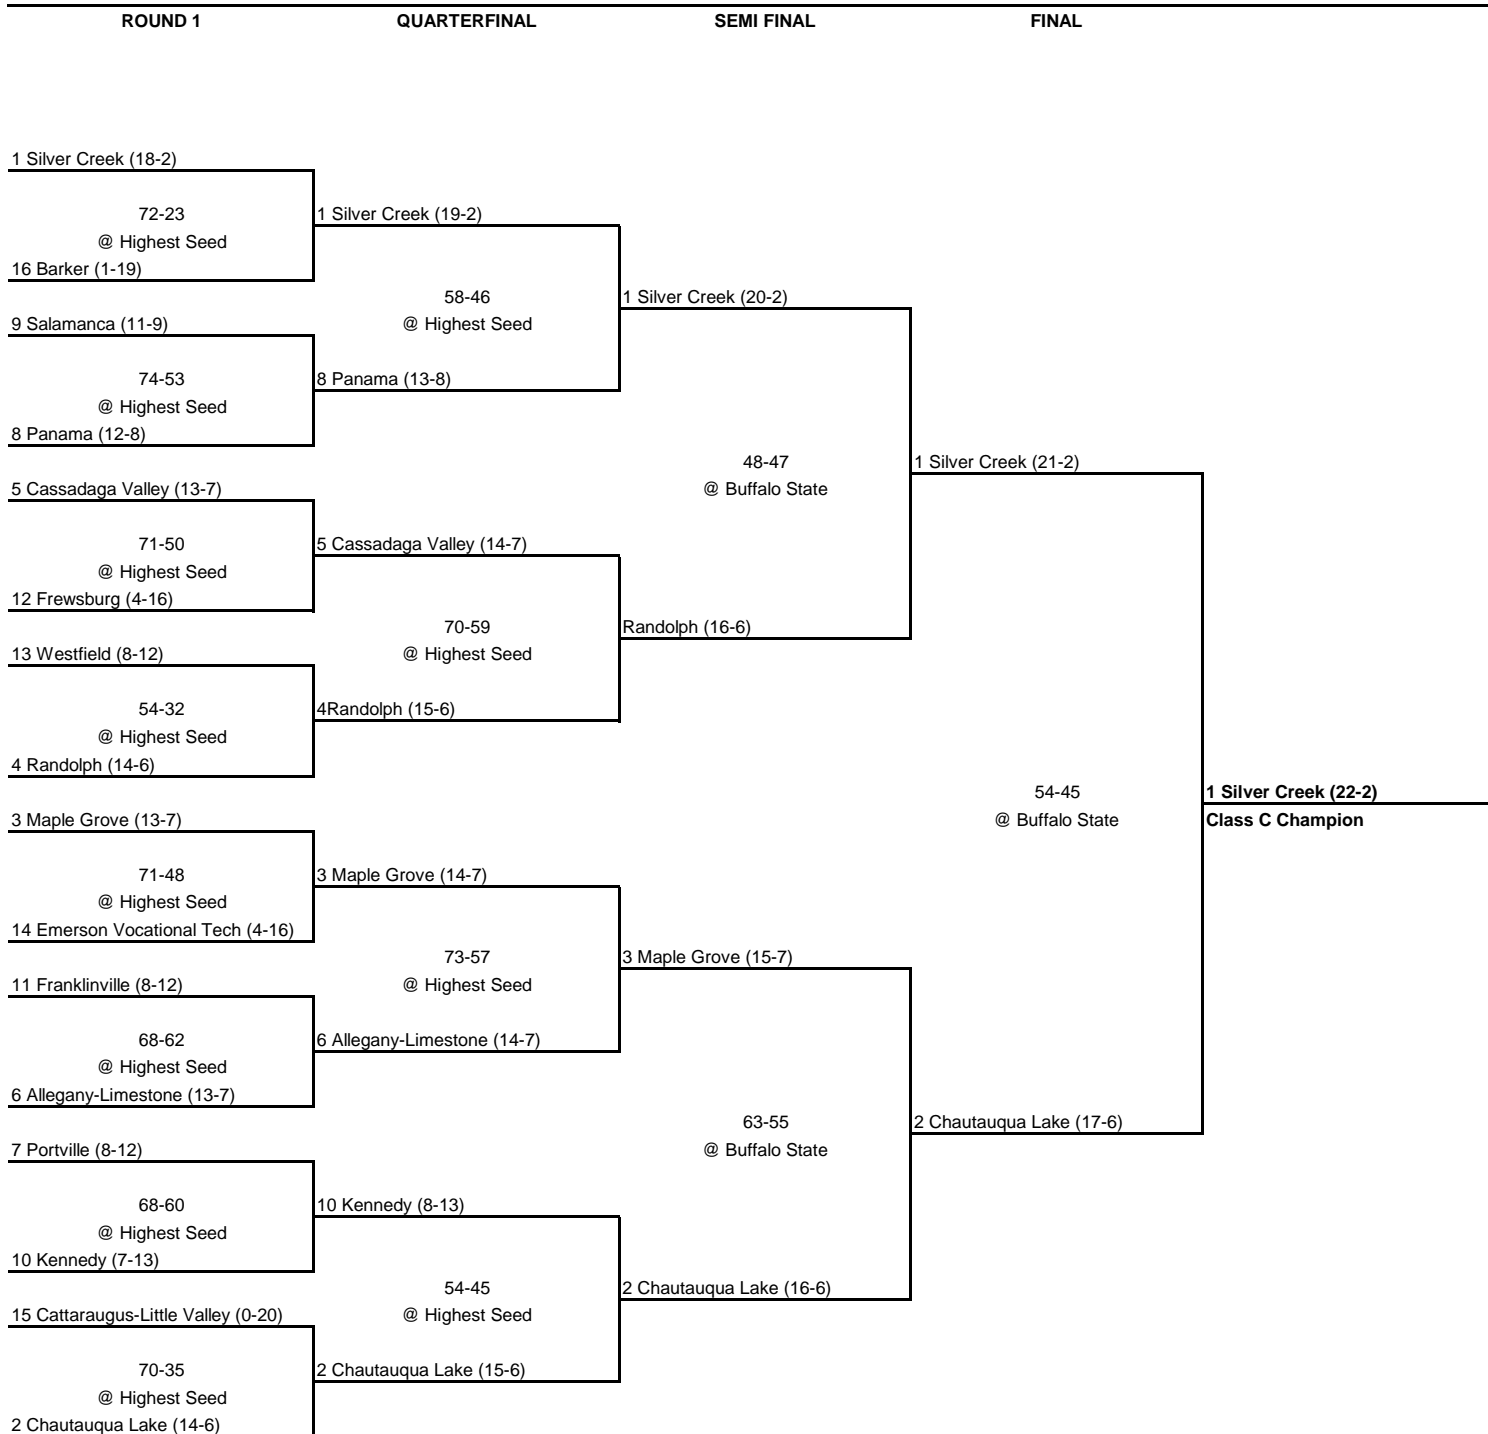 ROUND 1 QUARTERFINAL SEMI FINAL FINAL
1 Silver Creek (18-2)
72-23 1 Silver Creek (19-2)
@ Highest Seed
16 Barker (1-19)
58-46 1 Silver Creek (20-2)
9 Salamanca (11-9) @ Highest Seed
74-53 8 Panama (13-8)
@ Highest Seed
8 Panama (12-8)
48-47 1 Silver Creek (21-2)
5 Cassadaga Valley (13-7) @ Buffalo State
71-50 5 Cassadaga Valley (14-7)
@ Highest Seed
12 Frewsburg (4-16)
70-59 Randolph (16-6)
13 Westfield (8-12) @ Highest Seed
54-32 4Randolph (15-6)
@ Highest Seed
4 Randolph (14-6)
54-45 1 Silver Creek (22-2)
3 Maple Grove (13-7) @ Buffalo State Class C Champion
71-48 3 Maple Grove (14-7)
@ Highest Seed
14 Emerson Vocational Tech (4-16)
73-57 3 Maple Grove (15-7)
11 Franklinville (8-12) @ Highest Seed
68-62 6 Allegany-Limestone (14-7)
@ Highest Seed
6 Allegany-Limestone (13-7)
63-55 2 Chautauqua Lake (17-6)
7 Portville (8-12) @ Buffalo State
68-60 10 Kennedy (8-13)
@ Highest Seed
10 Kennedy (7-13)
54-45 2 Chautauqua Lake (16-6)
15 Cattaraugus-Little Valley (0-20) @ Highest Seed
70-35 2 Chautauqua Lake (15-6)
@ Highest Seed
2 Chautauqua Lake (14-6)